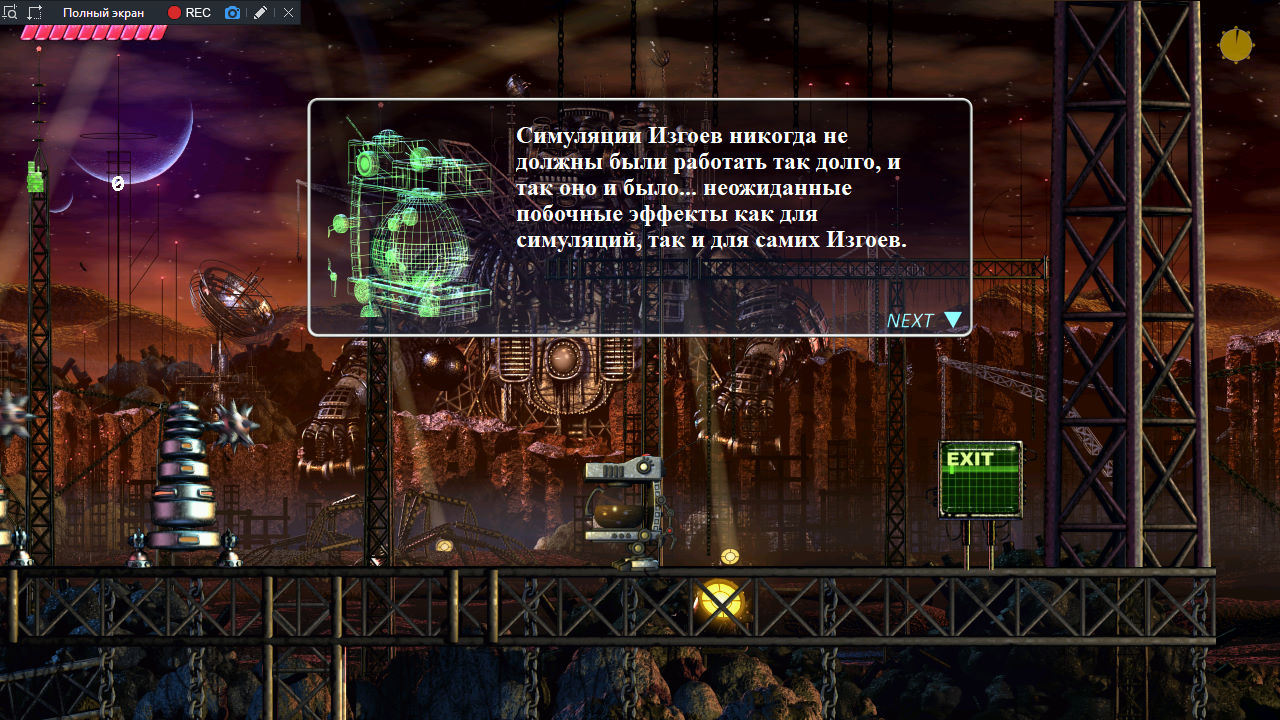 Полный экран REC
0
Симуляции Изгоев никогда не
должны были работать так долго, и
так оно и было... неожиданные
побочные эффекты как для
симуляций, так и для самих Изгоев.
NEXT
EXIT